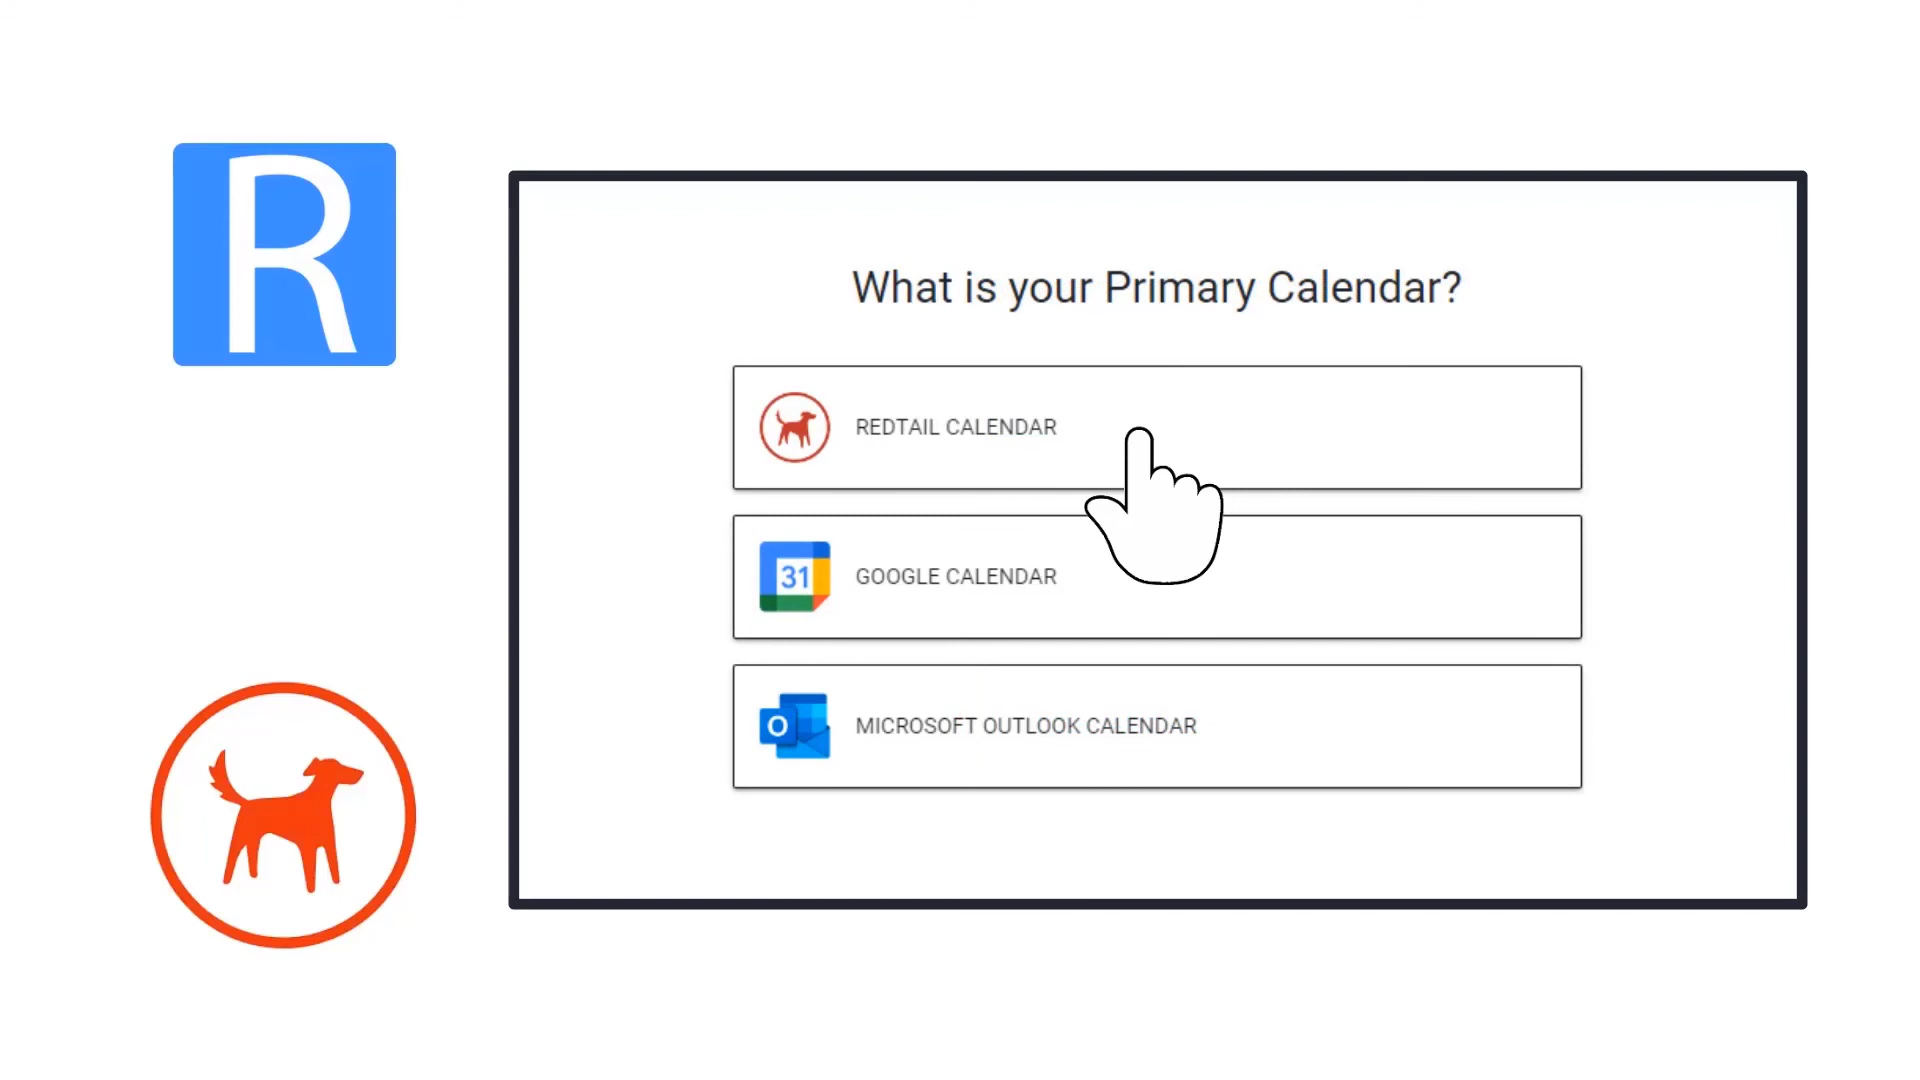 R
What is your Primary Calendar?
REDTAIL CALENDAR
31
GOOGLE CALENDAR
O
MICROSOFT OUTLOOK CALENDAR